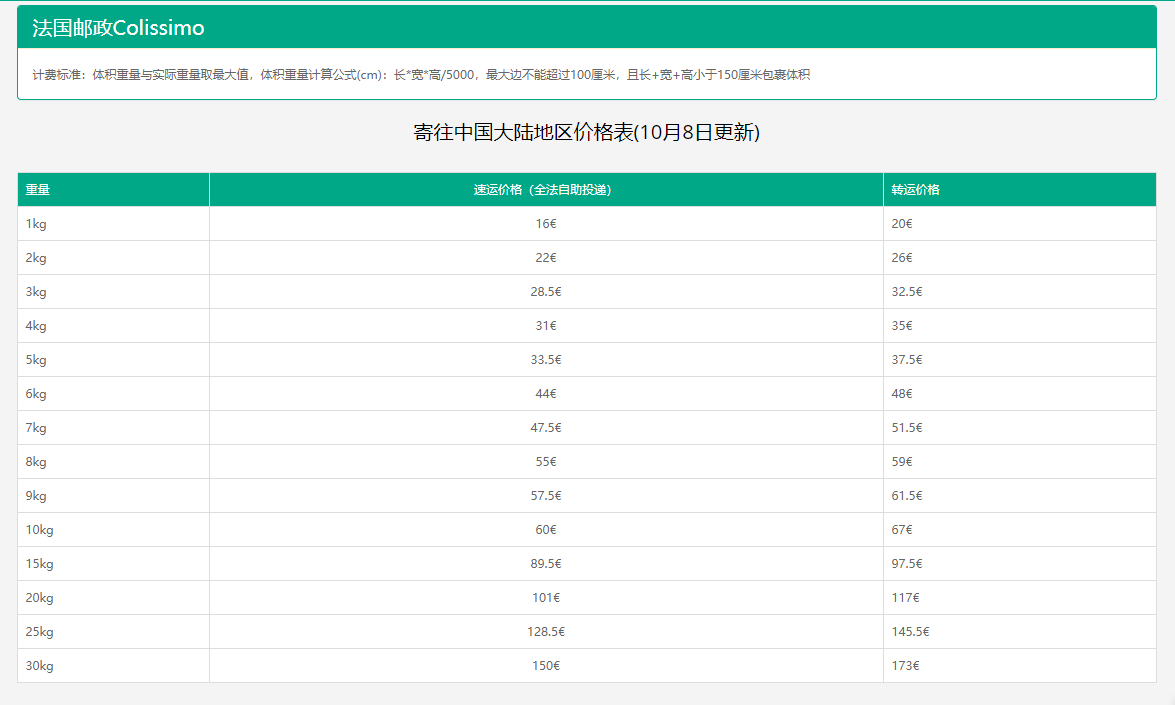 法国邮政Colissimo
计费标准：体积重量与实际重量取最大值，体积重量计算公式(cm)：长*宽*高/5000，最大边不能超过100厘米，且长+宽+高小于150厘米包裹体积
寄往中国大陆地区价格表(10月8日更新)
重量 速运价格（全法自助投递） 转运价格
1kg 16€ 20€
2kg 22€ 26€
3kg 28.5€ 32.5€
4kg 31€ 35€
5kg 33.5€ 37.5€
6kg 44€ 48€
7kg 47.5€ 51.5€
8kg 55€ 59€
9kg 57.5€ 61.5€
10kg 60€ 67€
15kg 89.5€ 97.5€
20kg 101€ 117€
25kg 128.5€ 145.5€
30kg 150€ 173€